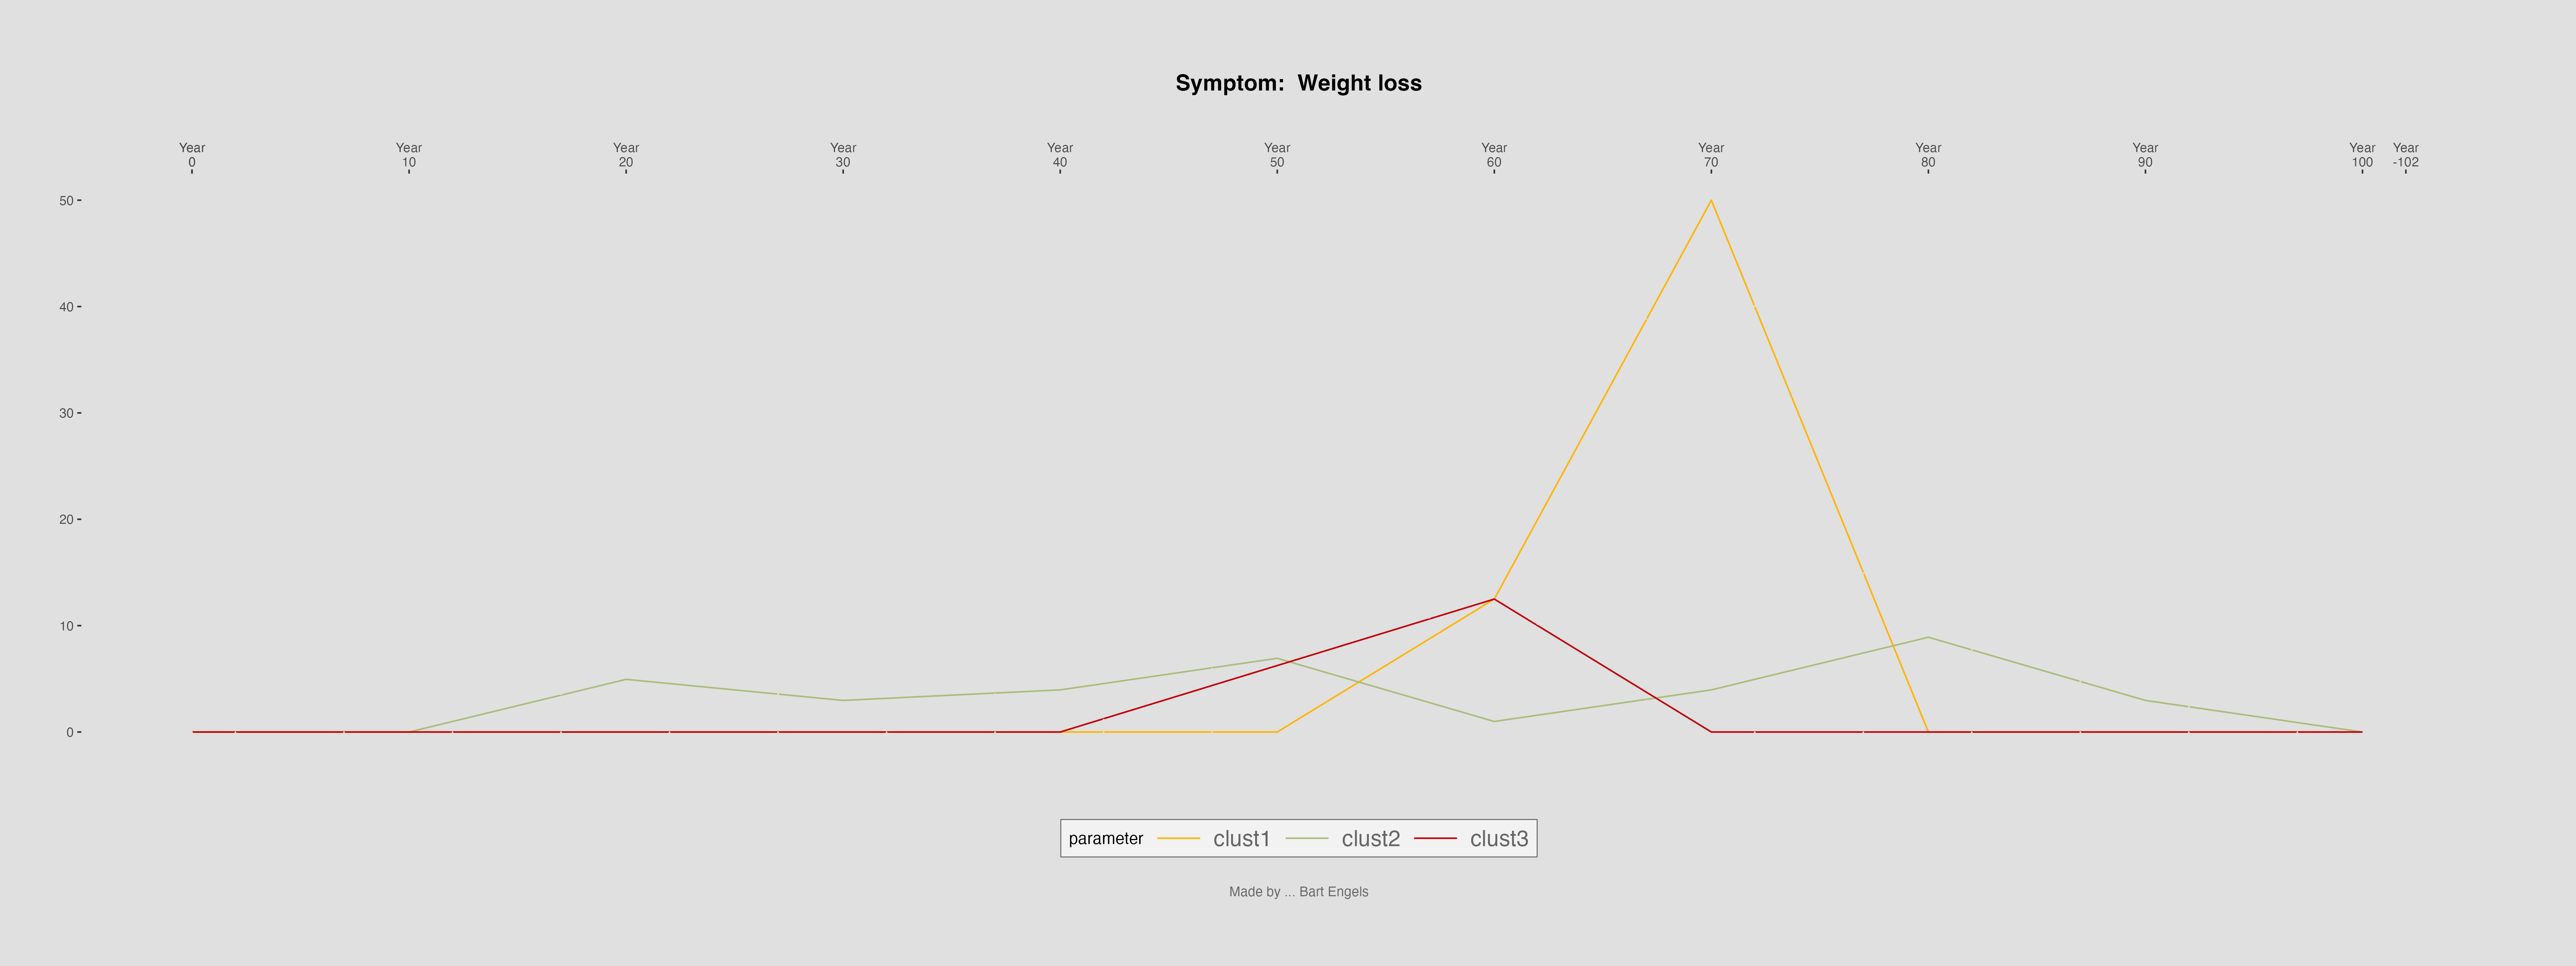 Symptom:  Weight loss
Year Year Year Year Year Year Year Year Year Year Year Year
0 10 20 30 40 50 60 70 80 90 100 -102
50
40
30
20
10
0
parameter clust1 clust2 clust3
Made by ... Bart Engels